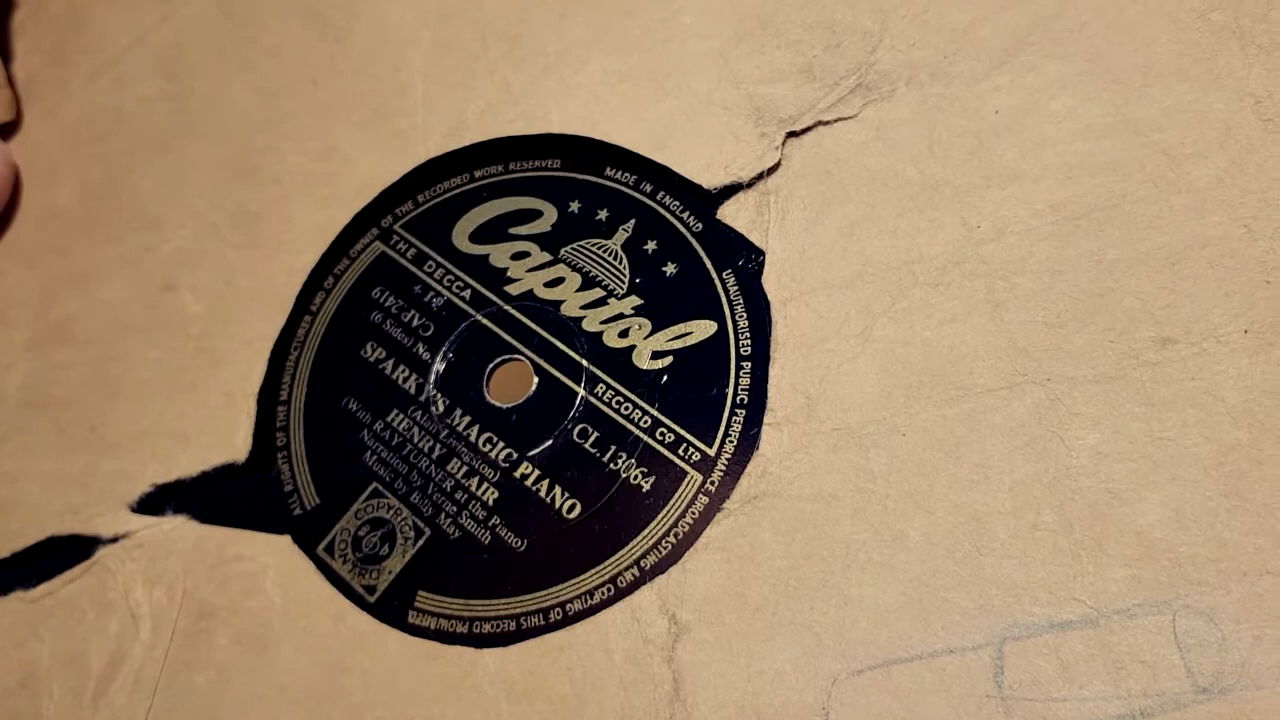 ALL RIGHTS OF THE MANUFACTURER AND OF THE OWNER OF THE RECORDED WORK RESERVED
MADE IN ENGLAND
UNAUTHORISED PUBLIC PERFORMANCE, BROADCASTING AND COPYING OF THIS RECORD PROHIBITED
Capitol
THE DECCA RECORD Cº LTD
CAP 2419
(6 Sides) No.
CL.13064
SPARKY'S MAGIC PIANO
(Alan Livingston)
HENRY BLAIR
(With RAY TURNER at the Piano)
Narration by Verne Smith
Music by Billy May
COPYRIGHT
CONTROL